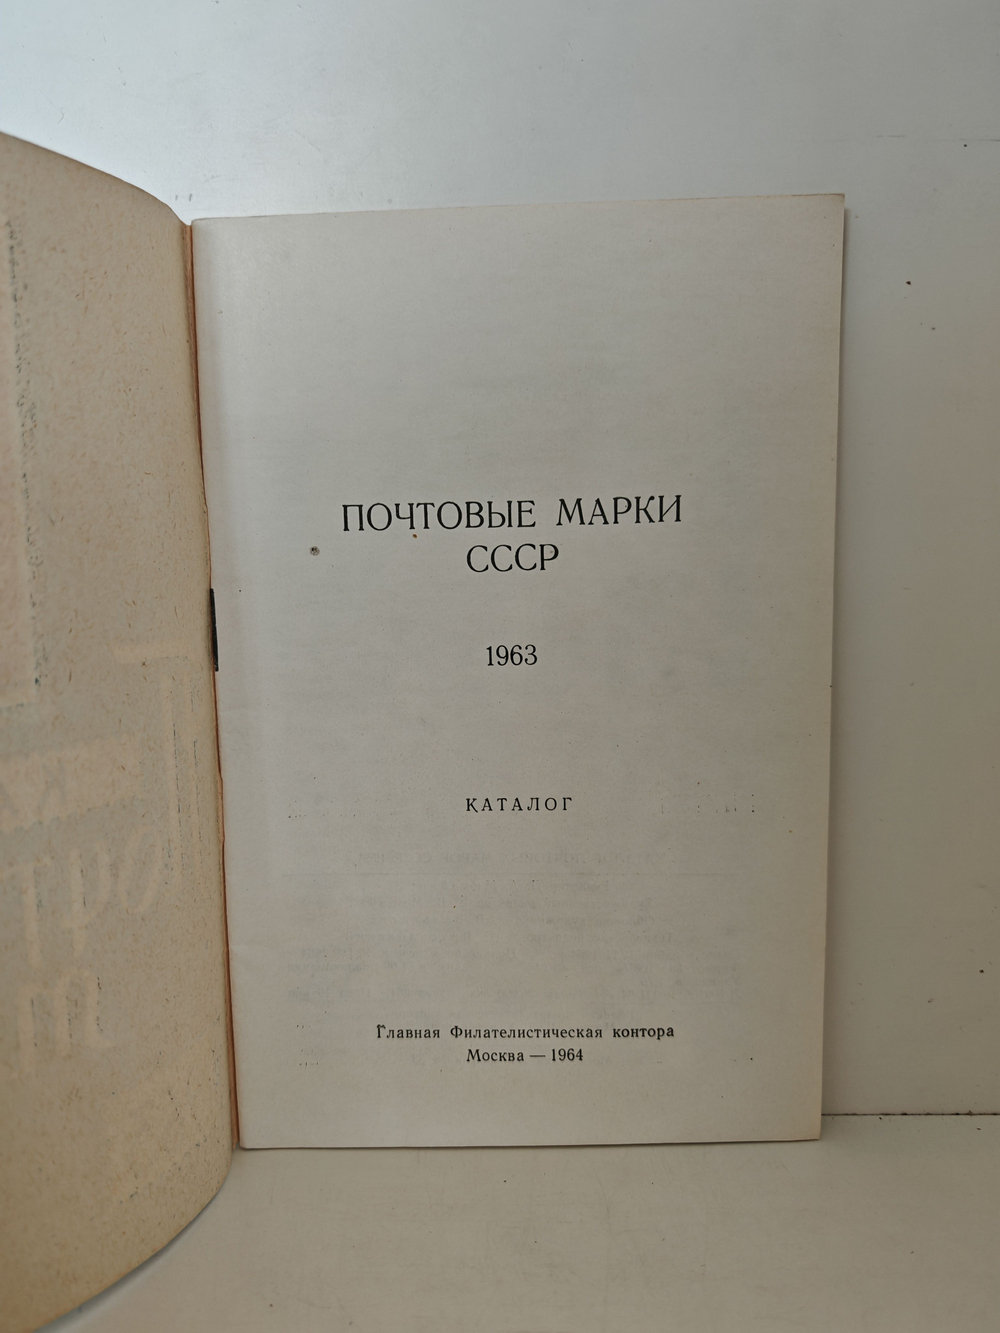 ПОЧТОВЫЕ МАРКИ
СССР
1963
КАТАЛОГ
Главная Филателистическая контора
Москва — 1964